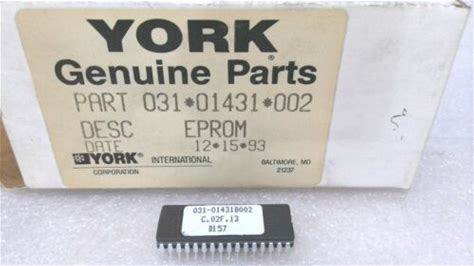 YORK
Genuine Parts
PART 031*01431*002
DESC EPROM
DATE 12*15*93
YORK INTERNATIONAL
CORPORATION
BALTIMORE, MD
21237
031-01431B002
C.02F.13
0157